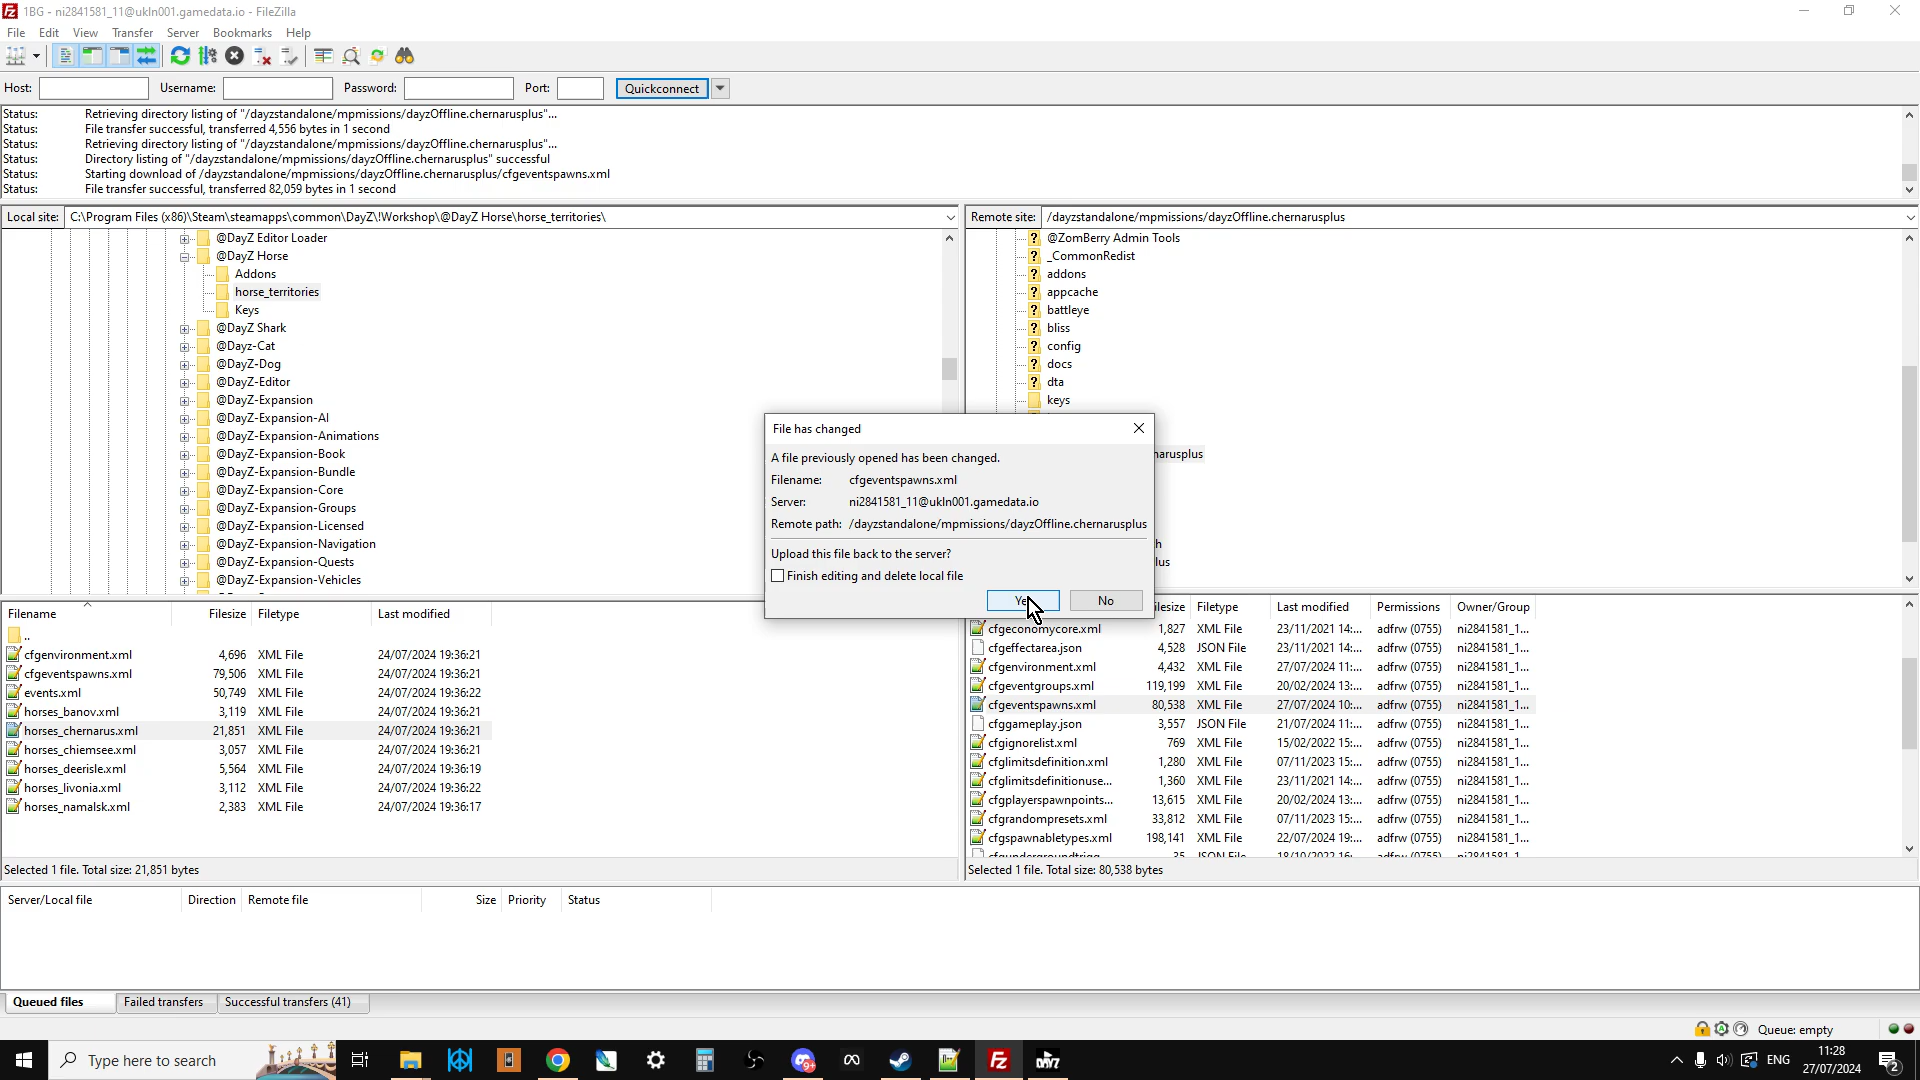 1BG - ni2841581_11@ukln001.gamedata.io - FileZilla
File Edit View Transfer Server Bookmarks Help
Host: Username: Password: Port: Quickconnect
Status: Retrieving directory listing of "/dayzstandalone/mpmissions/dayzOffline.chernarusplus"...
Status: File transfer successful, transferred 4,556 bytes in 1 second
Status: Retrieving directory listing of "/dayzstandalone/mpmissions/dayzOffline.chernarusplus"...
Status: Directory listing of "/dayzstandalone/mpmissions/dayzOffline.chernarusplus" successful
Status: Starting download of /dayzstandalone/mpmissions/dayzOffline.chernarusplus/cfgeventspawns.xml
Status: File transfer successful, transferred 82,059 bytes in 1 second
Local site: C:\Program Files (x86)\Steam\steamapps\common\DayZ\!Workshop\@DayZ Horse\horse_territories\
@DayZ Editor Loader
@DayZ Horse
Addons
horse_territories
Keys
@DayZ Shark
@Dayz-Cat
@DayZ-Dog
@DayZ-Editor
@DayZ-Expansion
@DayZ-Expansion-AI
@DayZ-Expansion-Animations
@DayZ-Expansion-Book
@DayZ-Expansion-Bundle
@DayZ-Expansion-Core
@DayZ-Expansion-Groups
@DayZ-Expansion-Licensed
@DayZ-Expansion-Navigation
@DayZ-Expansion-Quests
@DayZ-Expansion-Vehicles
Remote site: /dayzstandalone/mpmissions/dayzOffline.chernarusplus
@ZomBerry Admin Tools
_CommonRedist
addons
appcache
battleye
bliss
config
docs
dta
keys
narusplus
h
lus
File has changed
A file previously opened has been changed.
Filename: cfgeventspawns.xml
Server: ni2841581_11@ukln001.gamedata.io
Remote path: /dayzstandalone/mpmissions/dayzOffline.chernarusplus
Upload this file back to the server?
Finish editing and delete local file
Yes No
Filename Filesize Filetype Last modified
..
cfgenvironment.xml 4,696 XML File 24/07/2024 19:36:21
cfgeventspawns.xml 79,506 XML File 24/07/2024 19:36:21
events.xml 50,749 XML File 24/07/2024 19:36:22
horses_banov.xml 3,119 XML File 24/07/2024 19:36:21
horses_chernarus.xml 21,851 XML File 24/07/2024 19:36:21
horses_chiemsee.xml 3,057 XML File 24/07/2024 19:36:21
horses_deerisle.xml 5,564 XML File 24/07/2024 19:36:19
horses_livonia.xml 3,112 XML File 24/07/2024 19:36:22
horses_namalsk.xml 2,383 XML File 24/07/2024 19:36:17
Selected 1 file. Total size: 21,851 bytes
ilesize Filetype Last modified Permissions Owner/Group
cfgeconomycore.xml 1,827 XML File 23/11/2021 14:... adfrw (0755) ni2841581_1...
cfgeffectarea.json 4,528 JSON File 23/11/2021 14:... adfrw (0755) ni2841581_1...
cfgenvironment.xml 4,432 XML File 27/07/2024 11:... adfrw (0755) ni2841581_1...
cfgeventgroups.xml 119,199 XML File 20/02/2024 13:... adfrw (0755) ni2841581_1...
cfgeventspawns.xml 80,538 XML File 27/07/2024 10:... adfrw (0755) ni2841581_1...
cfggameplay.json 3,557 JSON File 21/07/2024 11:... adfrw (0755) ni2841581_1...
cfgignorelist.xml 769 XML File 15/02/2022 15:... adfrw (0755) ni2841581_1...
cfglimitsdefinition.xml 1,280 XML File 07/11/2023 15:... adfrw (0755) ni2841581_1...
cfglimitsdefinitionuse... 1,360 XML File 23/11/2021 14:... adfrw (0755) ni2841581_1...
cfgplayerspawnpoints... 13,615 XML File 20/02/2024 13:... adfrw (0755) ni2841581_1...
cfgrandompresets.xml 33,812 XML File 07/11/2023 15:... adfrw (0755) ni2841581_1...
cfgspawnabletypes.xml 198,141 XML File 22/07/2024 19:... adfrw (0755) ni2841581_1...
cfgundergroundtrigg... 35 JSON File 18/10/2022 16:... adfrw (0755) ni2841581_1...
Selected 1 file. Total size: 80,538 bytes
Server/Local file Direction Remote file Size Priority Status
Queued files Failed transfers Successful transfers (41)
Queue: empty
Type here to search
ENG
11:28
27/07/2024
2